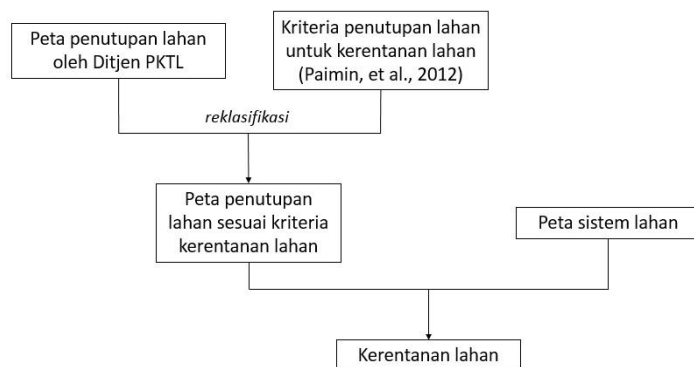 Peta penutupan lahan
oleh Ditjen PKTL
Kriteria penutupan lahan
untuk kerentanan lahan
(Paimin, et al., 2012)
reklasifikasi
Peta penutupan
lahan sesuai kriteria
kerentanan lahan
Peta sistem lahan
Kerentanan lahan